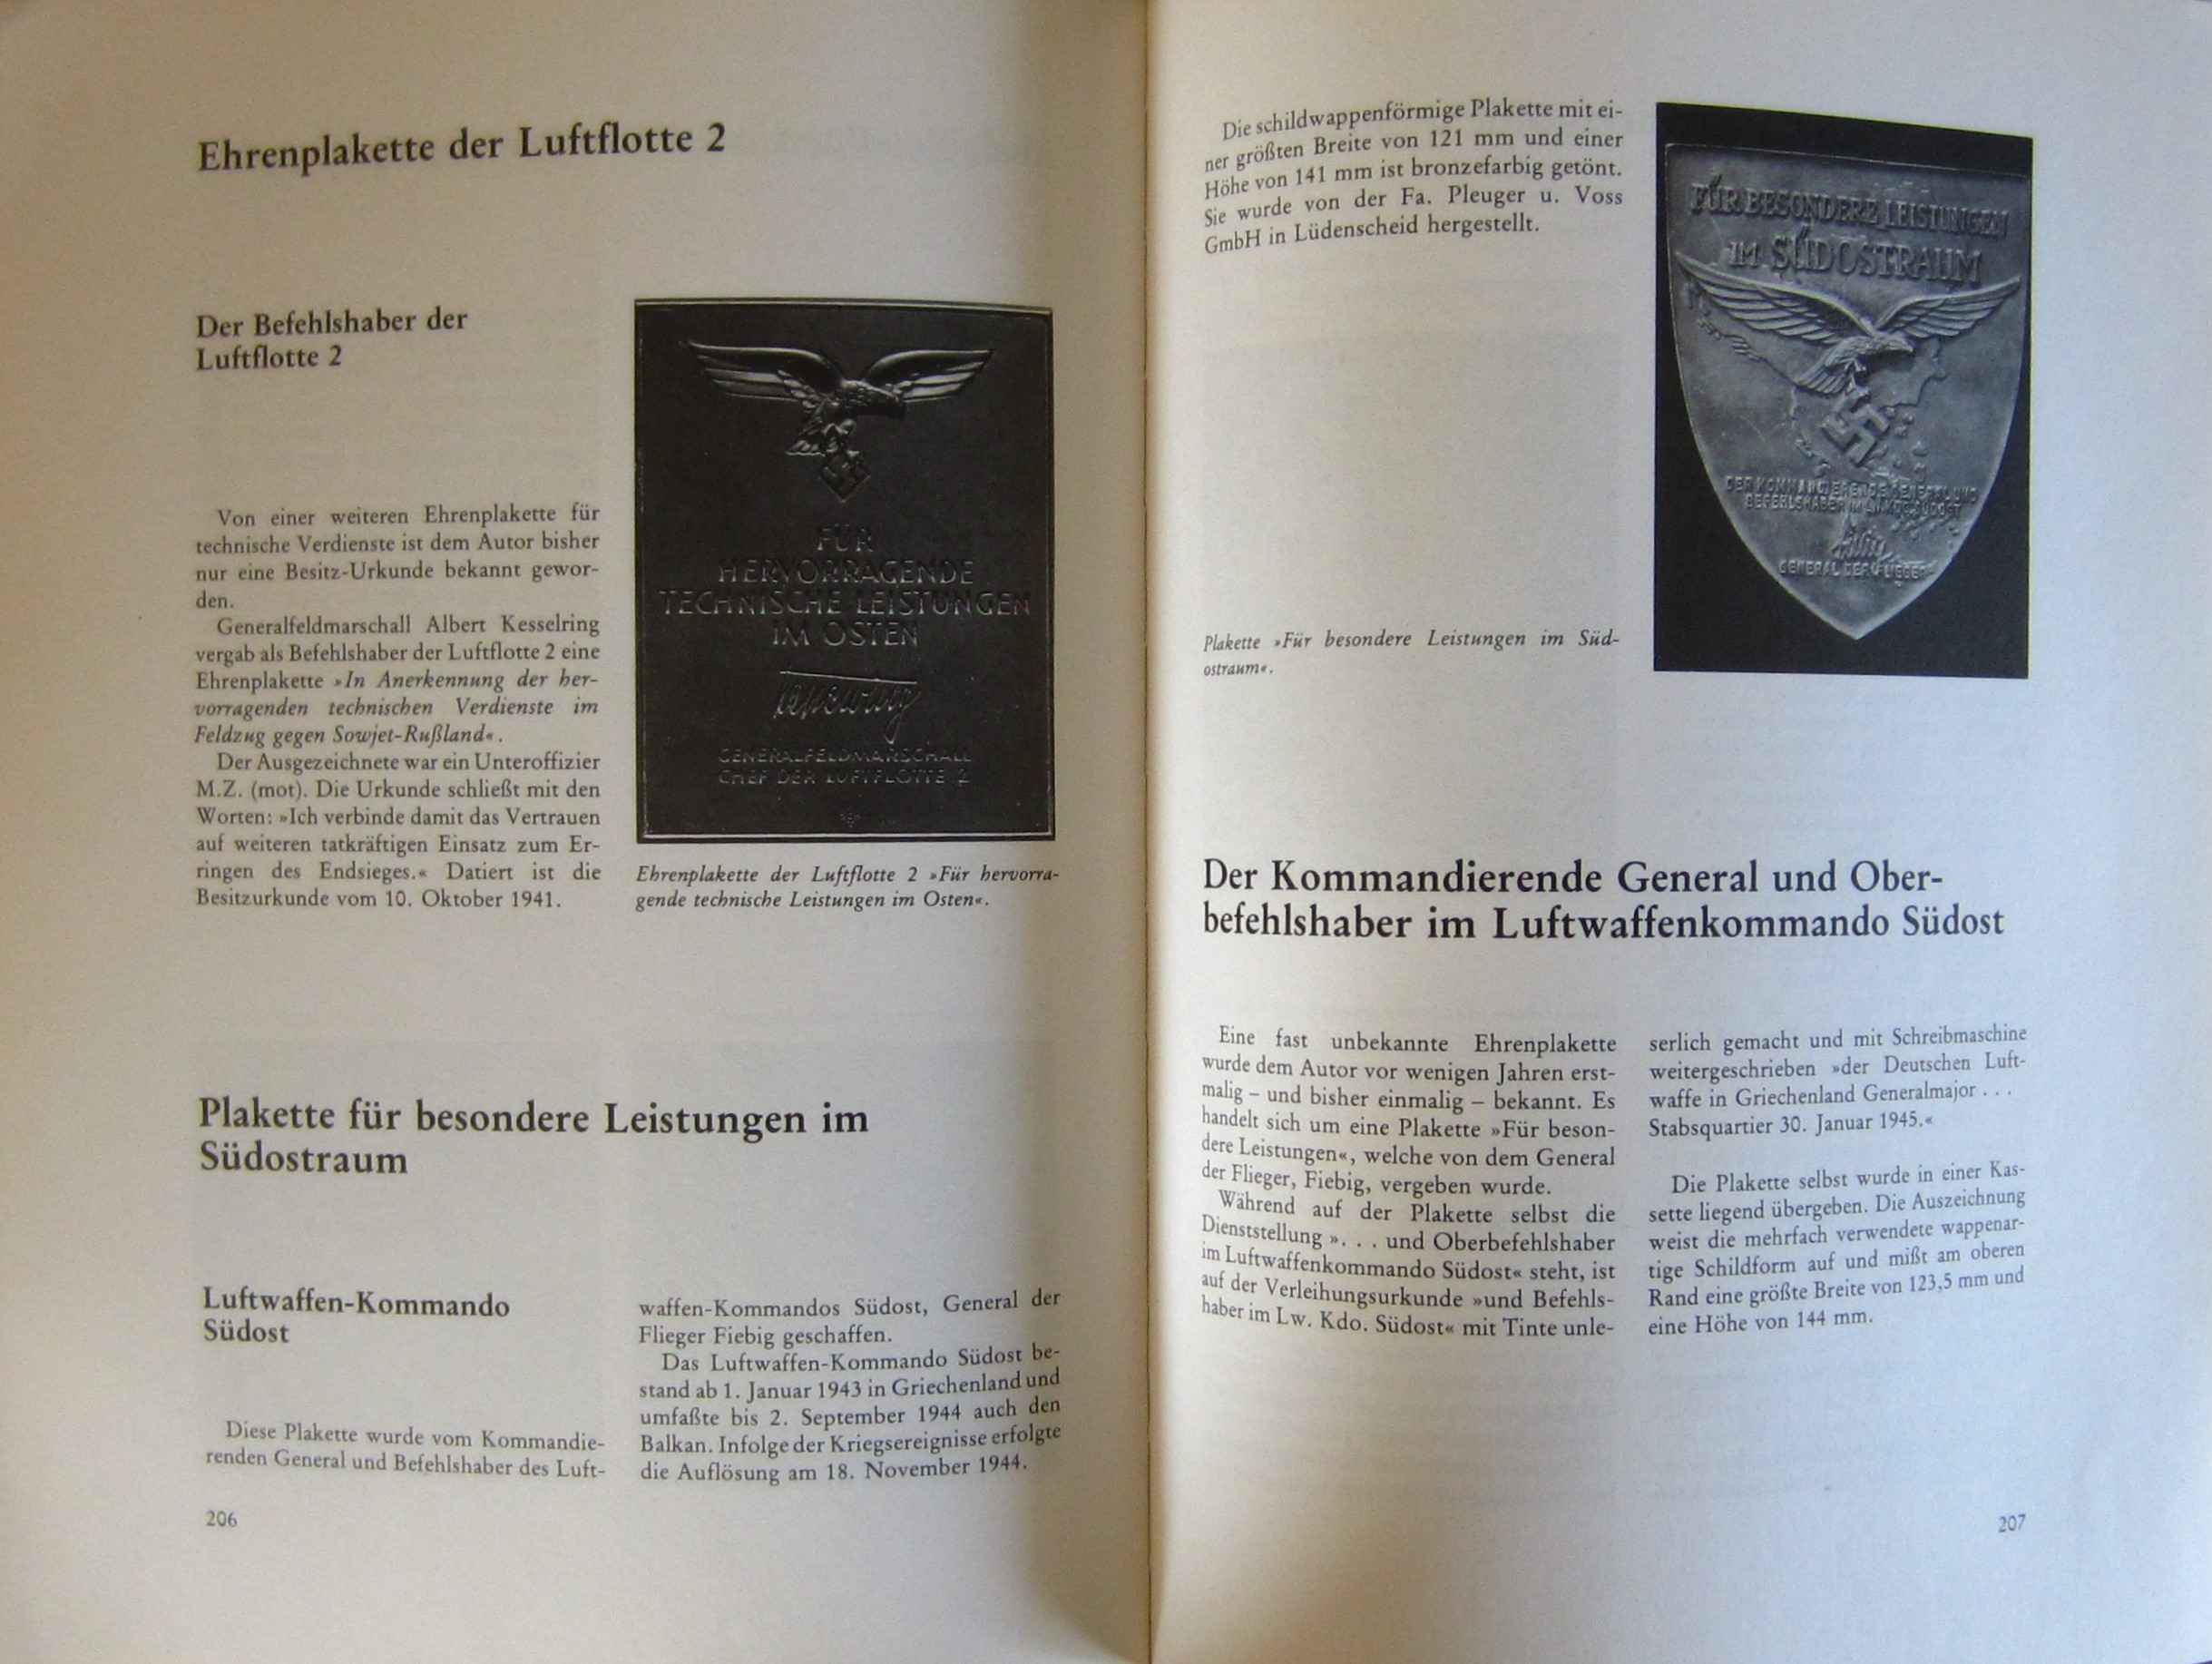 Ehrenplakette der Luftflotte 2
Der Befehlshaber der
Luftflotte 2
Von einer weiteren Ehrenplakette für
technische Verdienste ist dem Autor bisher
nur eine Besitz-Urkunde bekannt gewor-
den.
Generalfeldmarschall Albert Kesselring
vergab als Befehlshaber der Luftflotte 2 eine
Ehrenplakette »In Anerkennung der her-
vorragenden technischen Verdienste im
Feldzug gegen Sowjet-Rußland«.
Der Ausgezeichnete war ein Unteroffizier
M.Z. (mot). Die Urkunde schließt mit den
Worten: »Ich verbinde damit das Vertrauen
auf weiteren tatkräftigen Einsatz zum Er-
ringen des Endsieges.« Datiert ist die
Besitzurkunde vom 10. Oktober 1941.
FÜR
HERVORRAGENDE
TECHNISCHE LEISTUNGEN
IM OSTEN
Kesselring
GENERALFELDMARSCHALL
CHEF DER LUFTFLOTTE 2
Ehrenplakette der Luftflotte 2 »Für hervorra-
gende technische Leistungen im Osten«.
Plakette für besondere Leistungen im
Südostraum
Luftwaffen-Kommando
Südost
Diese Plakette wurde vom Kommandie-
renden General und Befehlshaber des Luft-
waffen-Kommandos Südost, General der
Flieger Fiebig geschaffen.
Das Luftwaffen-Kommando Südost be-
stand ab 1. Januar 1943 in Griechenland und
umfaßte bis 2. September 1944 auch den
Balkan. Infolge der Kriegsereignisse erfolgte
die Auflösung am 18. November 1944.
206
Die schildwappenförmige Plakette mit ei-
ner größten Breite von 121 mm und einer
Höhe von 141 mm ist bronzefarbig getönt.
Sie wurde von der Fa. Pleuger u. Voss
GmbH in Lüdenscheid hergestellt.
FÜR BESONDERE LEISTUNGEN
IM SÜDOSTRAUM
DER KOMMANDIERENDE GENERAL UND
BEFEHLSHABER IM SÜDOST
GENERAL DER FLIEGER
Plakette »Für besondere Leistungen im Süd-
ostraum«.
Der Kommandierende General und Ober-
befehlshaber im Luftwaffenkommando Südost
Eine fast unbekannte Ehrenplakette
wurde dem Autor vor wenigen Jahren erst-
malig – und bisher einmalig – bekannt. Es
handelt sich um eine Plakette »Für beson-
dere Leistungen«, welche von dem General
der Flieger, Fiebig, vergeben wurde.
Während auf der Plakette selbst die
Dienststellung ». . . und Oberbefehlshaber
im Luftwaffenkommando Südost« steht, ist
auf der Verleihungsurkunde »und Befehls-
haber im Lw. Kdo. Südost« mit Tinte unle-
serlich gemacht und mit Schreibmaschine
weitergeschrieben »der Deutschen Luft-
waffe in Griechenland Generalmajor . . .
Stabsquartier 30. Januar 1945.«
Die Plakette selbst wurde in einer Kas-
sette liegend übergeben. Die Auszeichnung
weist die mehrfach verwendete wappenar-
tige Schildform auf und mißt am oberen
Rand eine größte Breite von 123,5 mm und
eine Höhe von 144 mm.
207